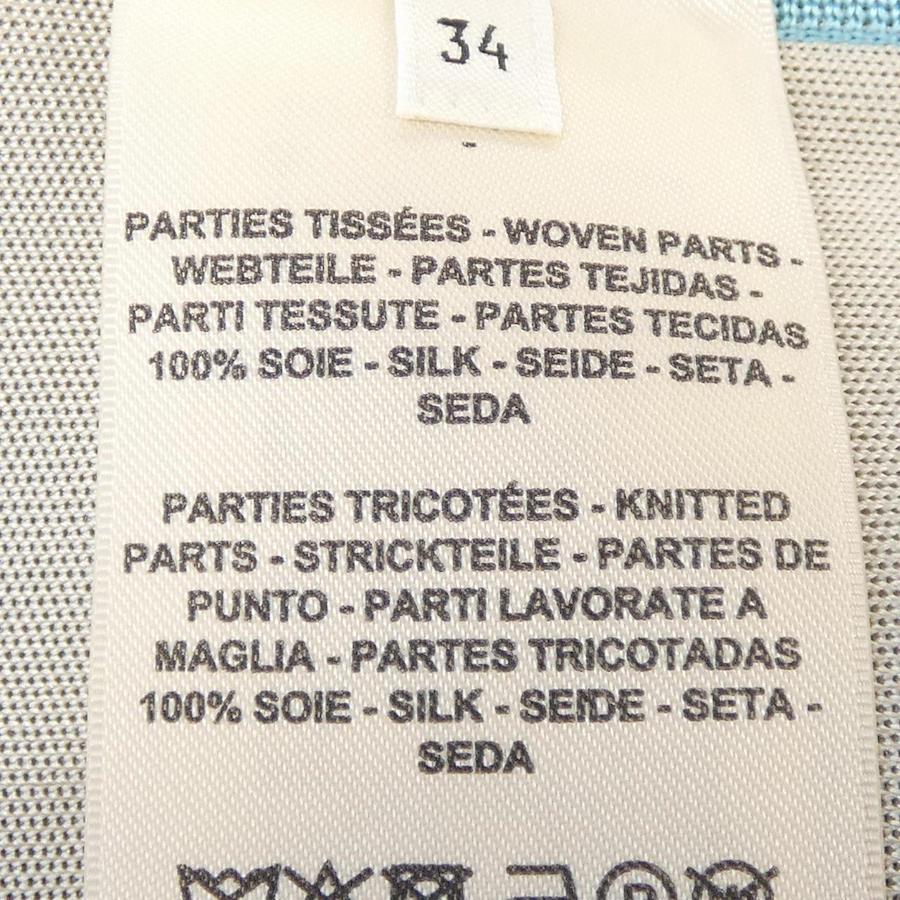 34
-
PARTIES TISSÉES - WOVEN PARTS -
WEBTEILE - PARTES TEJIDAS -
PARTI TESSUTE - PARTES TECIDAS
100% SOIE - SILK - SEIDE - SETA -
SEDA
PARTIES TRICOTÉES - KNITTED
PARTS - STRICKTEILE - PARTES DE
PUNTO - PARTI LAVORATE A
MAGLIA - PARTES TRICOTADAS
100% SOIE - SILK - SEIDE - SETA -
SEDA